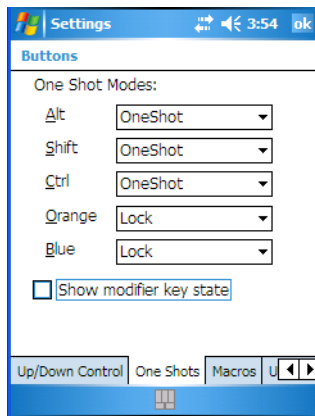 Settings 3:54 ok
Buttons
One Shot Modes:
Alt OneShot
Shift OneShot
Ctrl OneShot
Orange Lock
Blue Lock
Show modifier key state
Up/Down Control One Shots Macros U